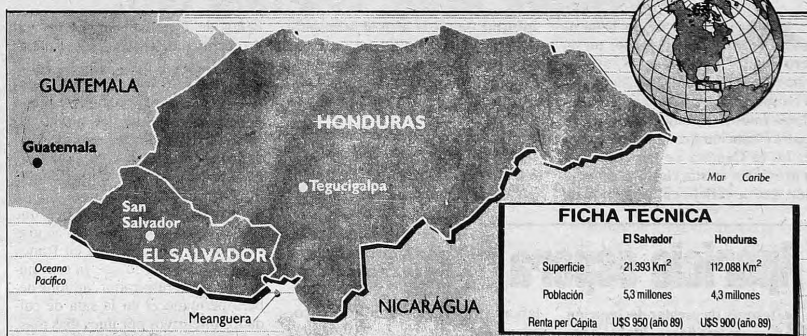 GUATEMALA
Guatemala
HONDURAS
Tegucigalpa
Mar Caribe
San
Salvador
EL SALVADOR
Oceano
Pacífico
Meanguera
NICARÁGUA
FICHA TECNICA
El Salvador Honduras
Superficie 21.393 Km² 112.088 Km²
Población 5,3 millones 4,3 millones
Renta per Cápita U$S 950 (año 89) U$S 900 (año 89)